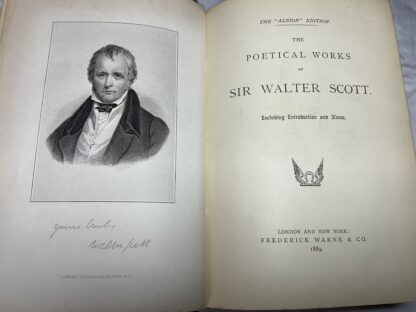 Yours truly
Walter Scott
THE "ALBION" EDITION.
THE
POETICAL WORKS
OF
SIR WALTER SCOTT.
Including Introduction and Notes.
LONDON AND NEW YORK:
FREDERICK WARNE & CO.
1889.